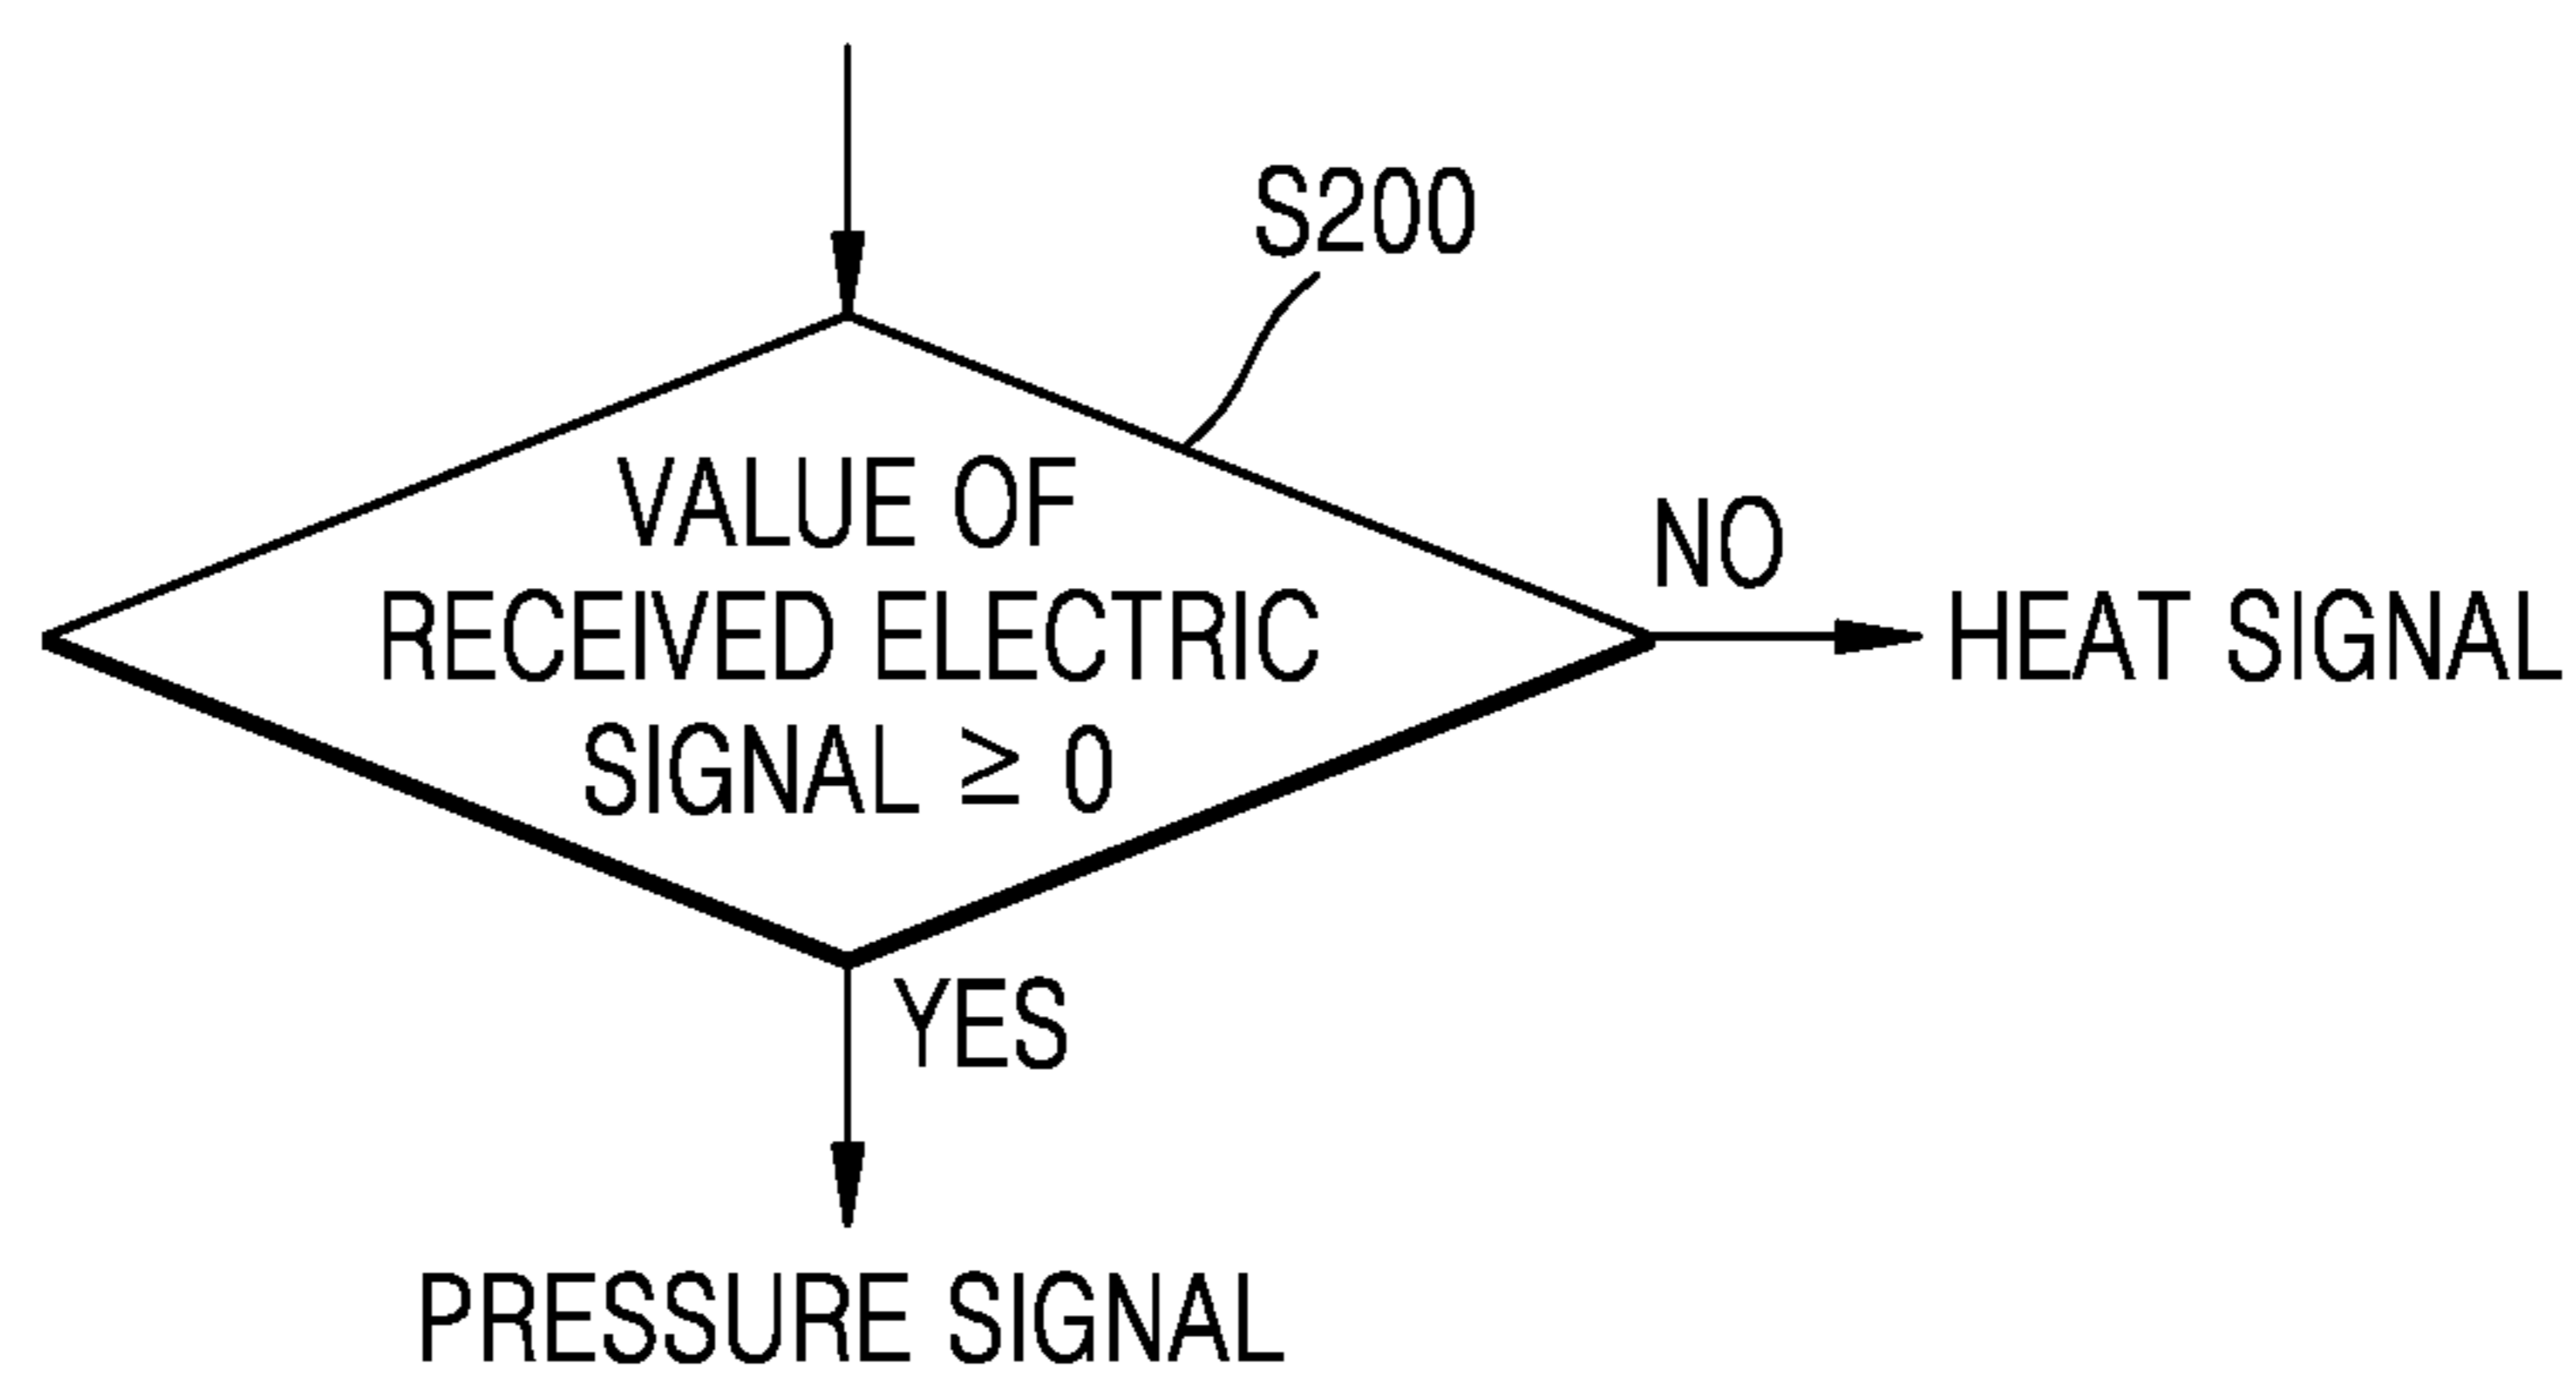 S200
VALUE OF
RECEIVED ELECTRIC
SIGNAL ≥ 0
NO
HEAT SIGNAL
YES
PRESSURE SIGNAL